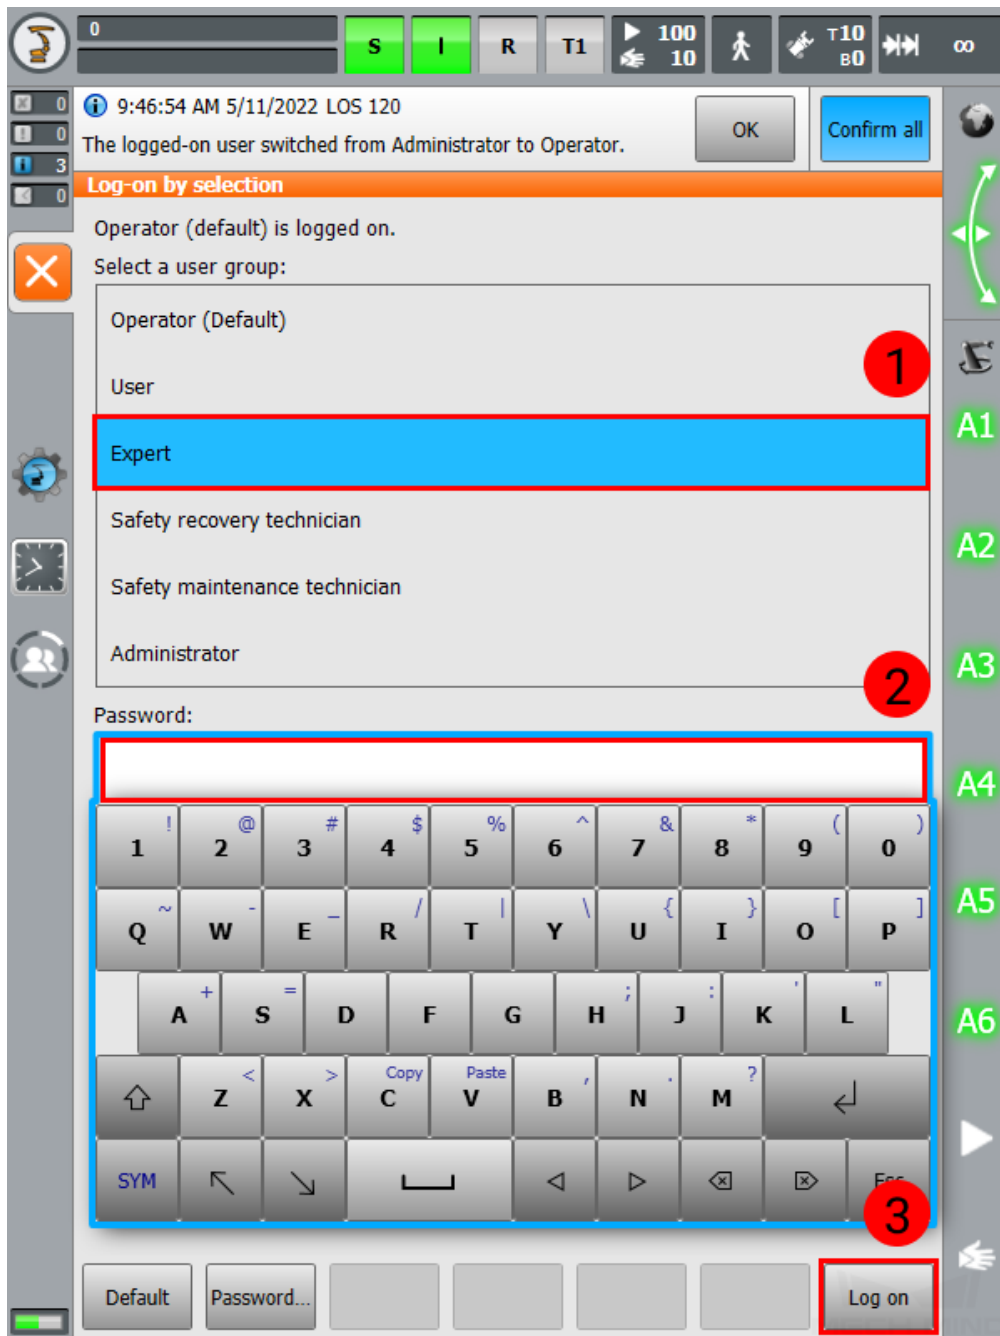 0
S I R T1 100 10 T10 B0 ∞
0
0
3
0
9:46:54 AM 5/11/2022 LOS 120
The logged-on user switched from Administrator to Operator.
OK
Confirm all
Log-on by selection
Operator (default) is logged on.
Select a user group:
Operator (Default)
1
User
Expert
Safety recovery technician
Safety maintenance technician
Administrator
2
Password:
A1
A2
A3
A4
A5
A6
! @ # $ % ^ & * ( )
1 2 3 4 5 6 7 8 9 0
~ - _ / | \ { } [ ]
Q W E R T Y U I O P
+ = ; : ' "
A S D F G H J K L
< > Copy Paste , . ?
Z X C V B N M
SYM Esc
3
Default Password... Log on